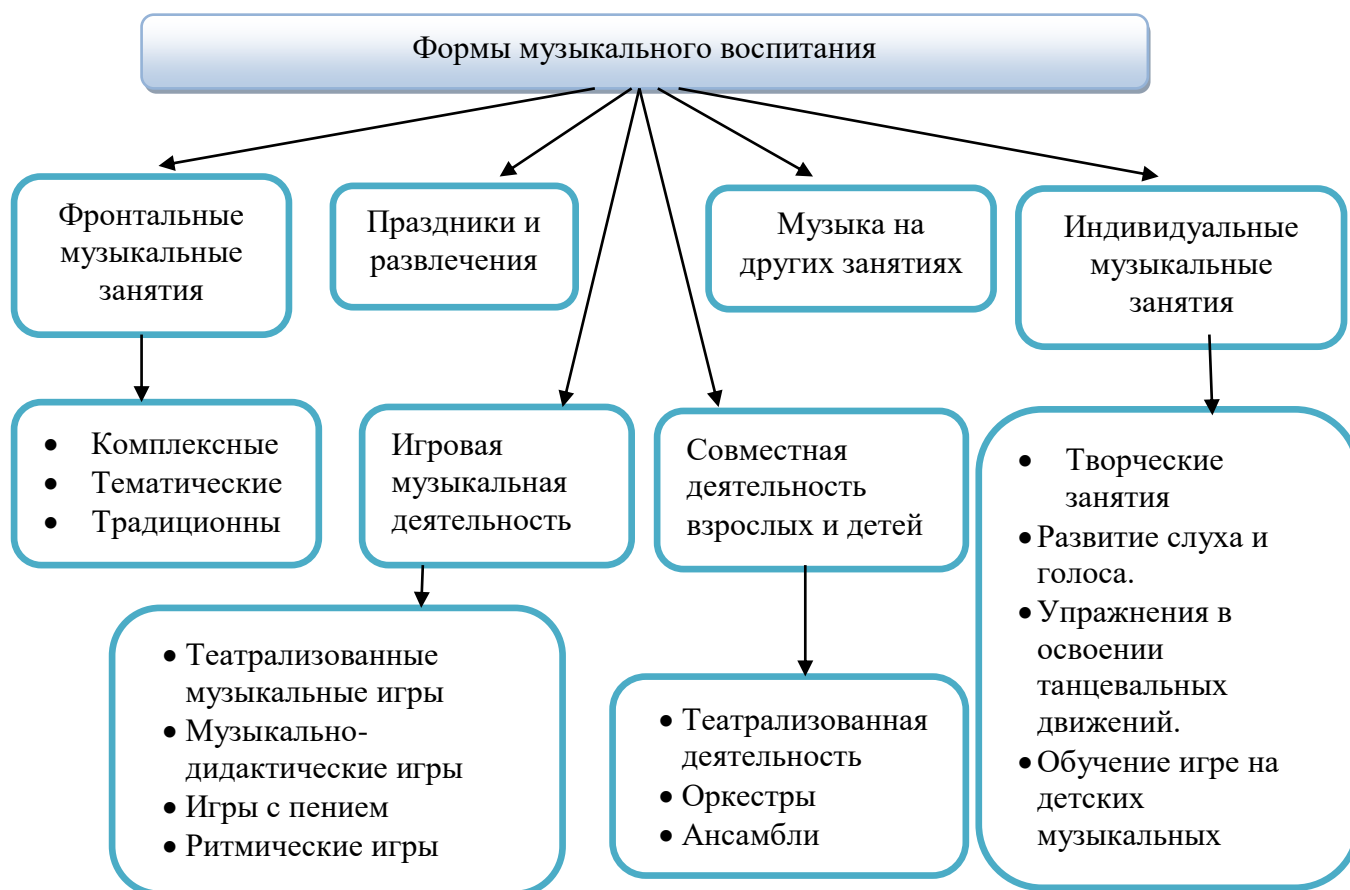 Формы музыкального воспитания
Фронтальные
музыкальные
занятия
Праздники и
развлечения
Музыка на
других занятиях
Индивидуальные
музыкальные
занятия
• Комплексные
• Тематические
• Традиционны
Игровая
музыкальная
деятельность
Совместная
деятельность
взрослых и детей
• Творческие
занятия
• Развитие слуха и
голоса.
• Упражнения в
освоении
танцевальных
движений.
• Обучение игре на
детских
музыкальных
• Театрализованные
музыкальные игры
• Музыкально-
дидактические игры
• Игры с пением
• Ритмические игры
• Театрализованная
деятельность
• Оркестры
• Ансамбли